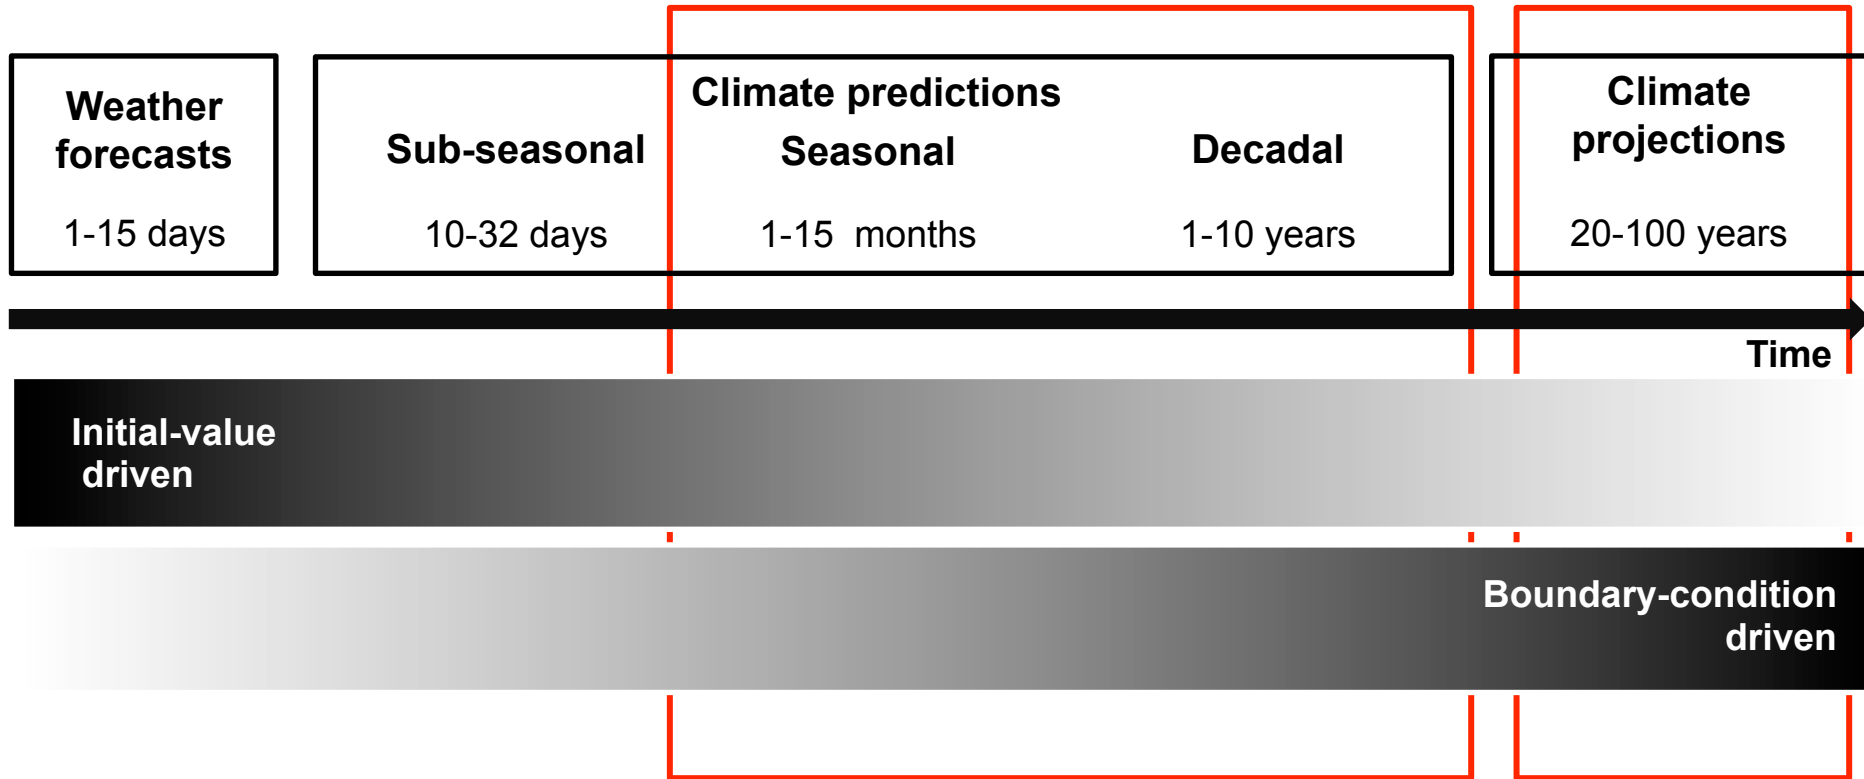 Weather
forecasts
1-15 days
Climate predictions
Sub-seasonal
10-32 days
Seasonal
1-15 months
Decadal
1-10 years
Climate
projections
20-100 years
Time
Initial-value
driven
Boundary-condition
driven